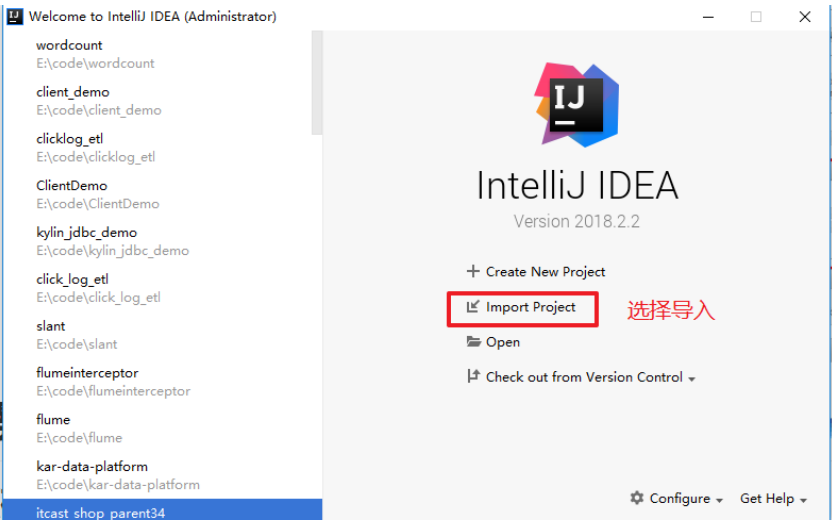 Welcome to IntelliJ IDEA (Administrator)
wordcount
E:\code\wordcount
client_demo
E:\code\client_demo
clicklog_etl
E:\code\clicklog_etl
ClientDemo
E:\code\ClientDemo
kylin_jdbc_demo
E:\code\kylin_jdbc_demo
click_log_etl
E:\code\click_log_etl
slant
E:\code\slant
flumeinterceptor
E:\code\flumeinterceptor
flume
E:\code\flume
kar-data-platform
E:\code\kar-data-platform
itcast_shop_parent34
IJ
IntelliJ IDEA
Version 2018.2.2
Create New Project
Import Project 选择导入
Open
Check out from Version Control
Configure Get Help